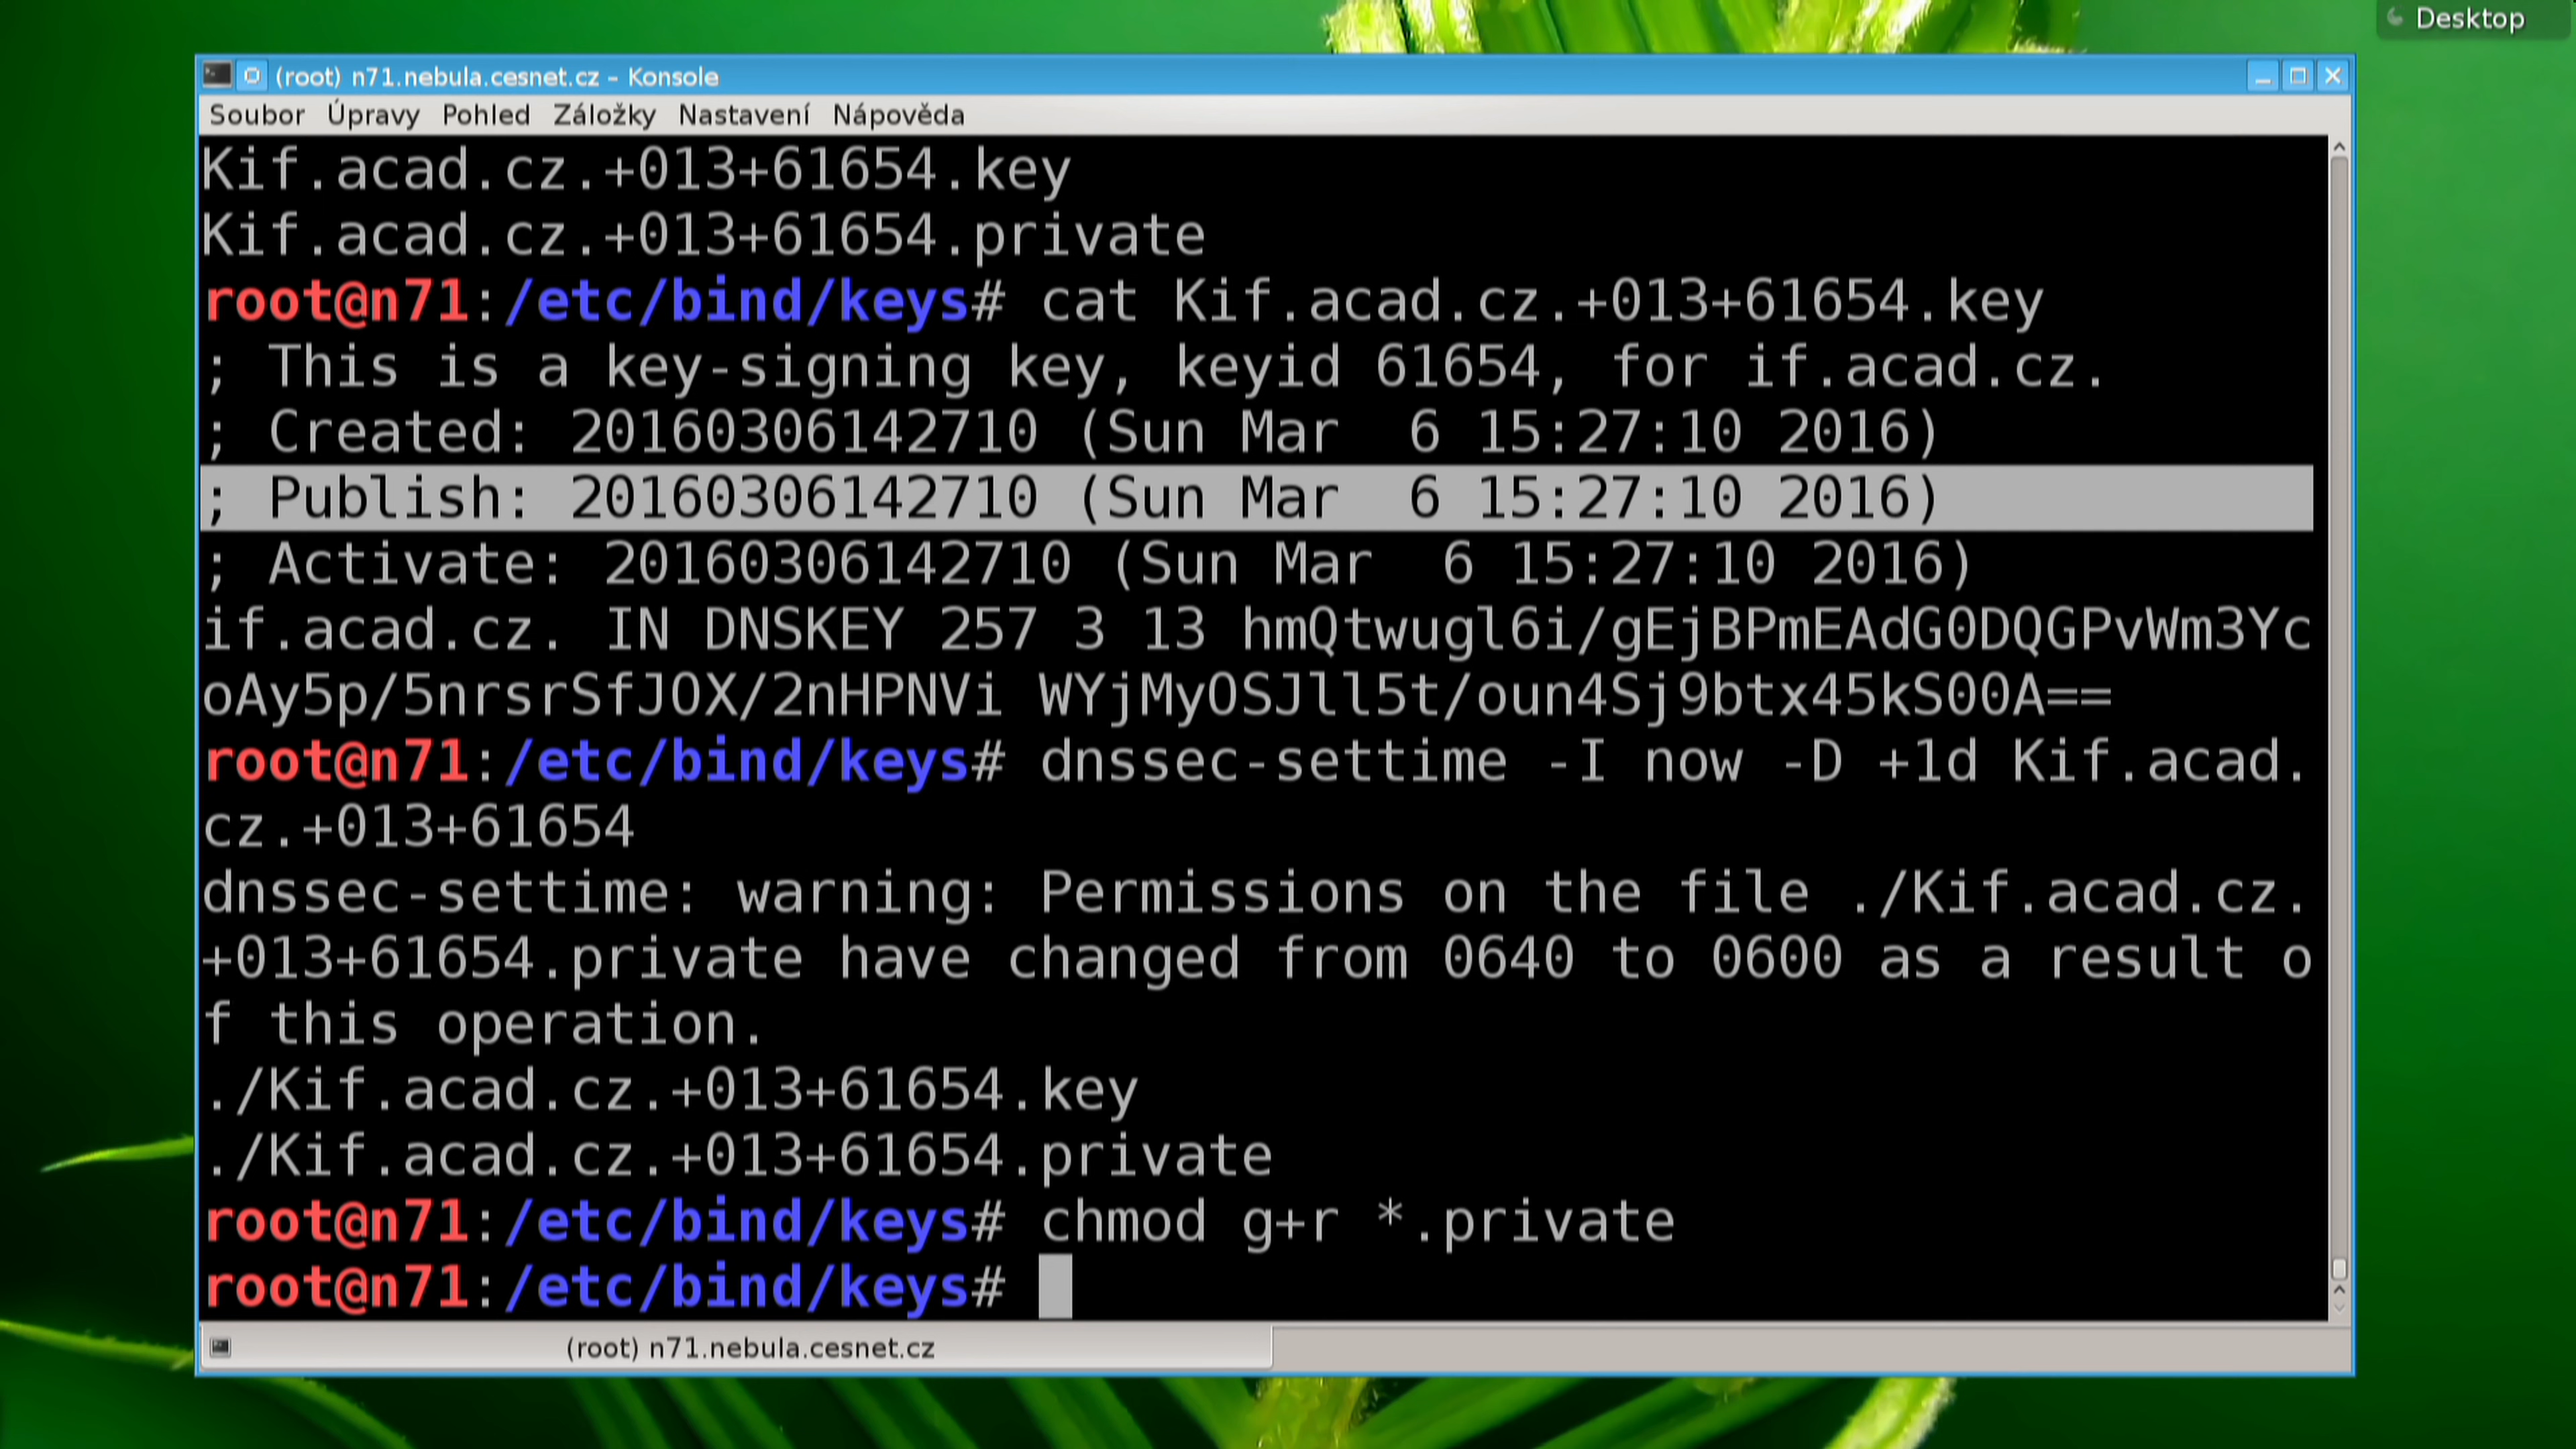 Desktop
(root) n71.nebula.cesnet.cz – Konsole
Soubor Úpravy Pohled Záložky Nastavení Nápověda
Kif.acad.cz.+013+61654.key
Kif.acad.cz.+013+61654.private
root@n71:/etc/bind/keys# cat Kif.acad.cz.+013+61654.key
; This is a key-signing key, keyid 61654, for if.acad.cz.
; Created: 20160306142710 (Sun Mar  6 15:27:10 2016)
; Publish: 20160306142710 (Sun Mar  6 15:27:10 2016)
; Activate: 20160306142710 (Sun Mar  6 15:27:10 2016)
if.acad.cz. IN DNSKEY 257 3 13 hmQtwugl6i/gEjBPmEAdG0DQGPvWm3Yc
oAy5p/5nrsrSfJOX/2nHPNVi WYjMyOSJll5t/oun4Sj9btx45kS00A==
root@n71:/etc/bind/keys# dnssec-settime -I now -D +1d Kif.acad.
cz.+013+61654
dnssec-settime: warning: Permissions on the file ./Kif.acad.cz.
+013+61654.private have changed from 0640 to 0600 as a result o
f this operation.
./Kif.acad.cz.+013+61654.key
./Kif.acad.cz.+013+61654.private
root@n71:/etc/bind/keys# chmod g+r *.private
root@n71:/etc/bind/keys#
(root) n71.nebula.cesnet.cz